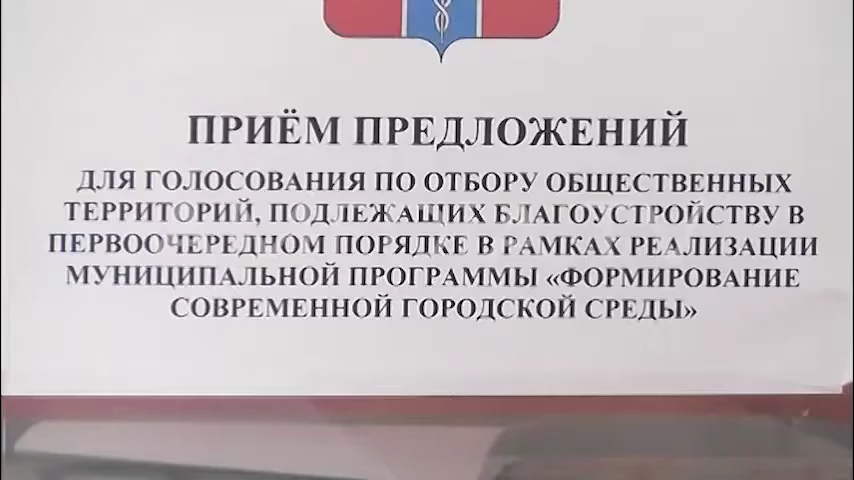 ПРИЁМ ПРЕДЛОЖЕНИЙ
ДЛЯ ГОЛОСОВАНИЯ ПО ОТБОРУ ОБЩЕСТВЕННЫХ
ТЕРРИТОРИЙ, ПОДЛЕЖАЩИХ БЛАГОУСТРОЙСТВУ В
ПЕРВООЧЕРЕДНОМ ПОРЯДКЕ В РАМКАХ РЕАЛИЗАЦИИ
МУНИЦИПАЛЬНОЙ ПРОГРАММЫ «ФОРМИРОВАНИЕ
СОВРЕМЕННОЙ ГОРОДСКОЙ СРЕДЫ»